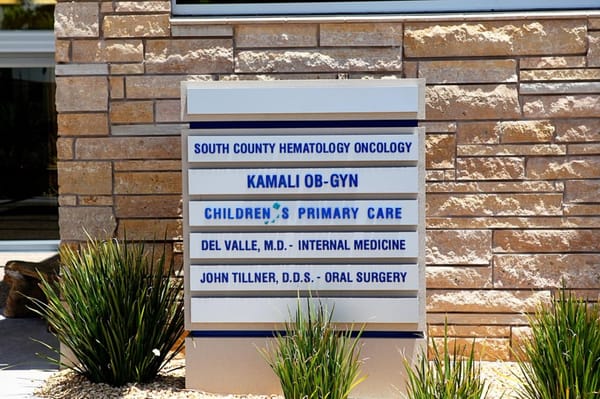 SOUTH COUNTY HEMATOLOGY ONCOLOGY
KAMALI OB-GYN
CHILDREN'S PRIMARY CARE
DEL VALLE, M.D. - INTERNAL MEDICINE
JOHN TILLNER, D.D.S. - ORAL SURGERY